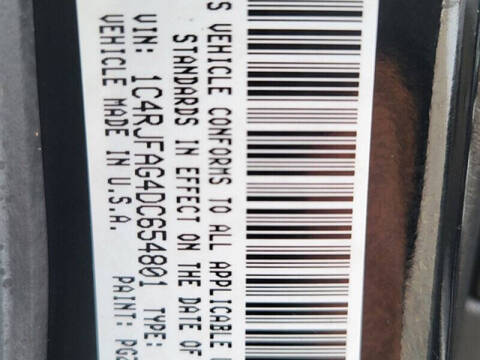 S VEHICLE CONFORMS TO ALL APPLICABLE
STANDARDS IN EFFECT ON THE DATE OF
VIN: 1C4RJFAG4DC654801 TYPE:
VEHICLE MADE IN U.S.A. PAINT: PG